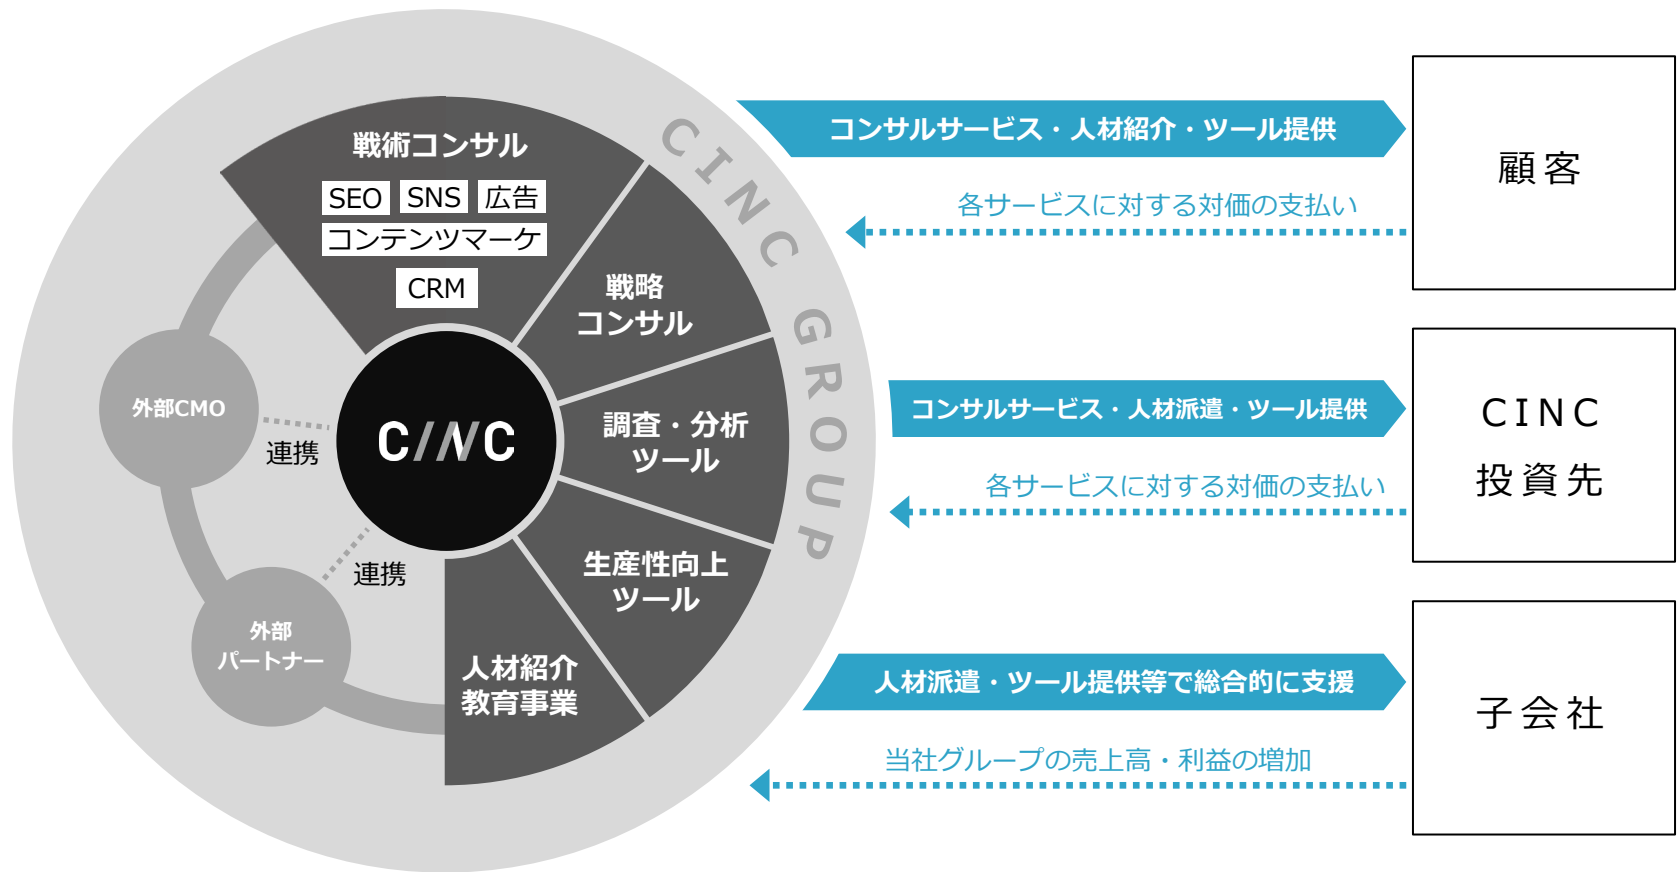 戦術コンサル
SEO SNS 広告
コンテンツマーケ
CRM
戦略
コンサル
調査・分析
ツール
生産性向上
ツール
人材紹介
教育事業
CINC
CINC GROUP
外部CMO
連携
外部
パートナー
連携
コンサルサービス・人材紹介・ツール提供
各サービスに対する対価の支払い
顧客
コンサルサービス・人材派遣・ツール提供
各サービスに対する対価の支払い
CINC
投資先
人材派遣・ツール提供等で総合的に支援
当社グループの売上高・利益の増加
子会社